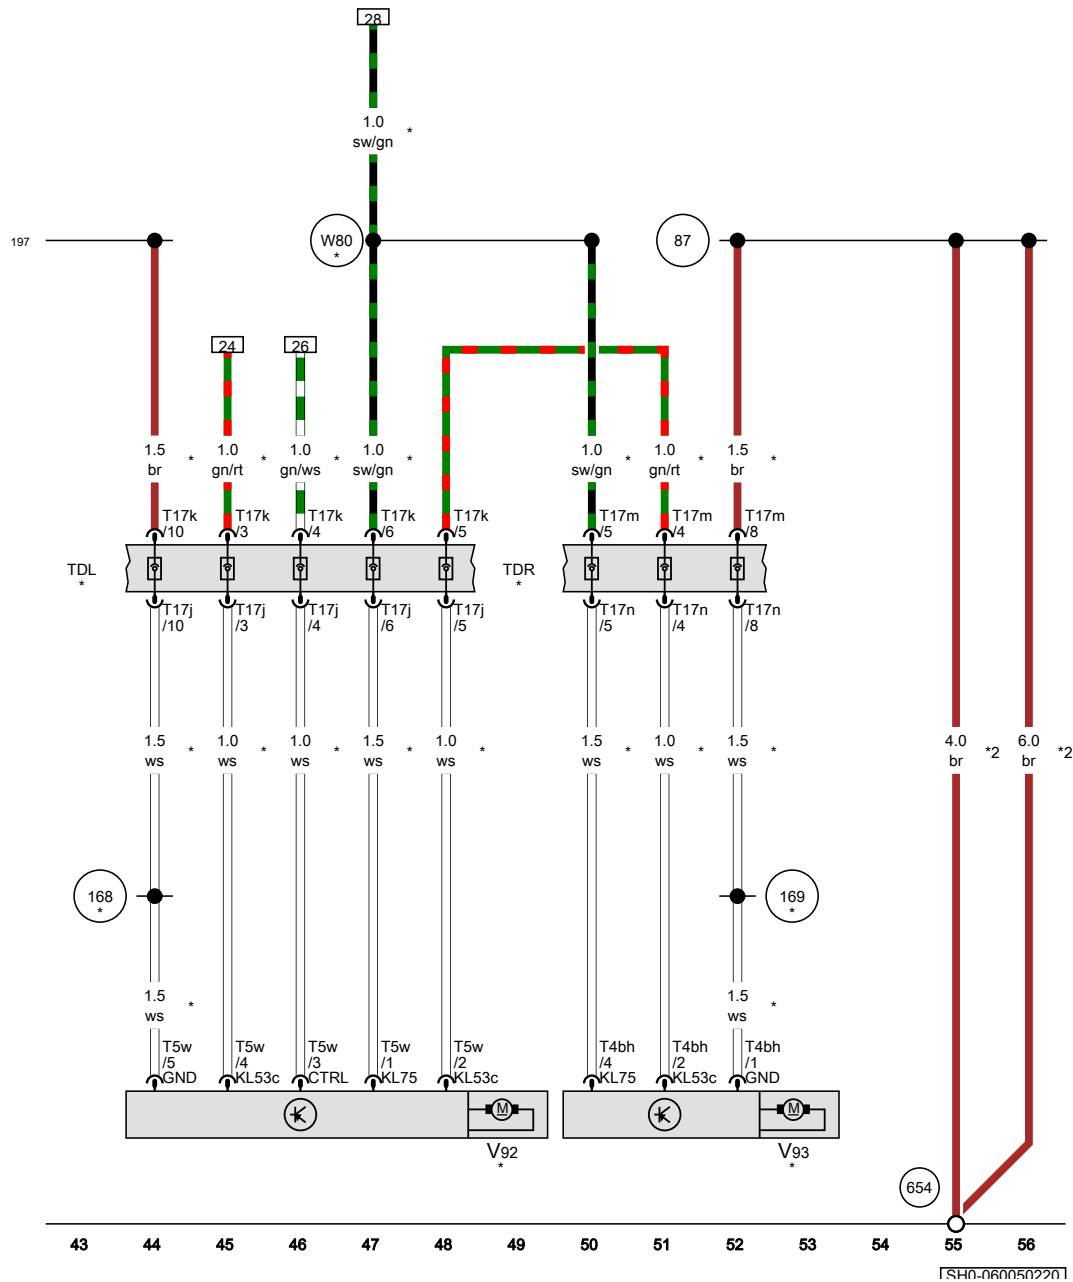 28
1.0 *
sw/gn
197 W80 87
*
24 26
1.5 * 1.0 * 1.0 * 1.0 * 1.0 * 1.0 * 1.5 *
br gn/rt gn/ws sw/gn sw/gn gn/rt br
T17k T17k T17k T17k T17k T17m T17m T17m
/10 /3 /4 /6 /5 /5 /4 /8
TDL TDR
* *
T17j T17j T17j T17j T17j T17n T17n T17n
/10 /3 /4 /6 /5 /5 /4 /8
1.5 * 1.0 * 1.0 * 1.5 * 1.0 * 1.5 * 1.0 * 1.5 * 4.0 *2 6.0 *2
ws ws ws ws ws ws ws ws br br
168 169
* *
1.5 * 1.5 *
ws ws
T5w T5w T5w T5w T5w T4bh T4bh T4bh
/5 /4 /3 /1 /2 /4 /2 /1
GND KL53c CTRL KL75 KL53c KL75 KL53c GND
M M
V92 V93
* *
654
43 44 45 46 47 48 49 50 51 52 53 54 55 56
SH0-060050220